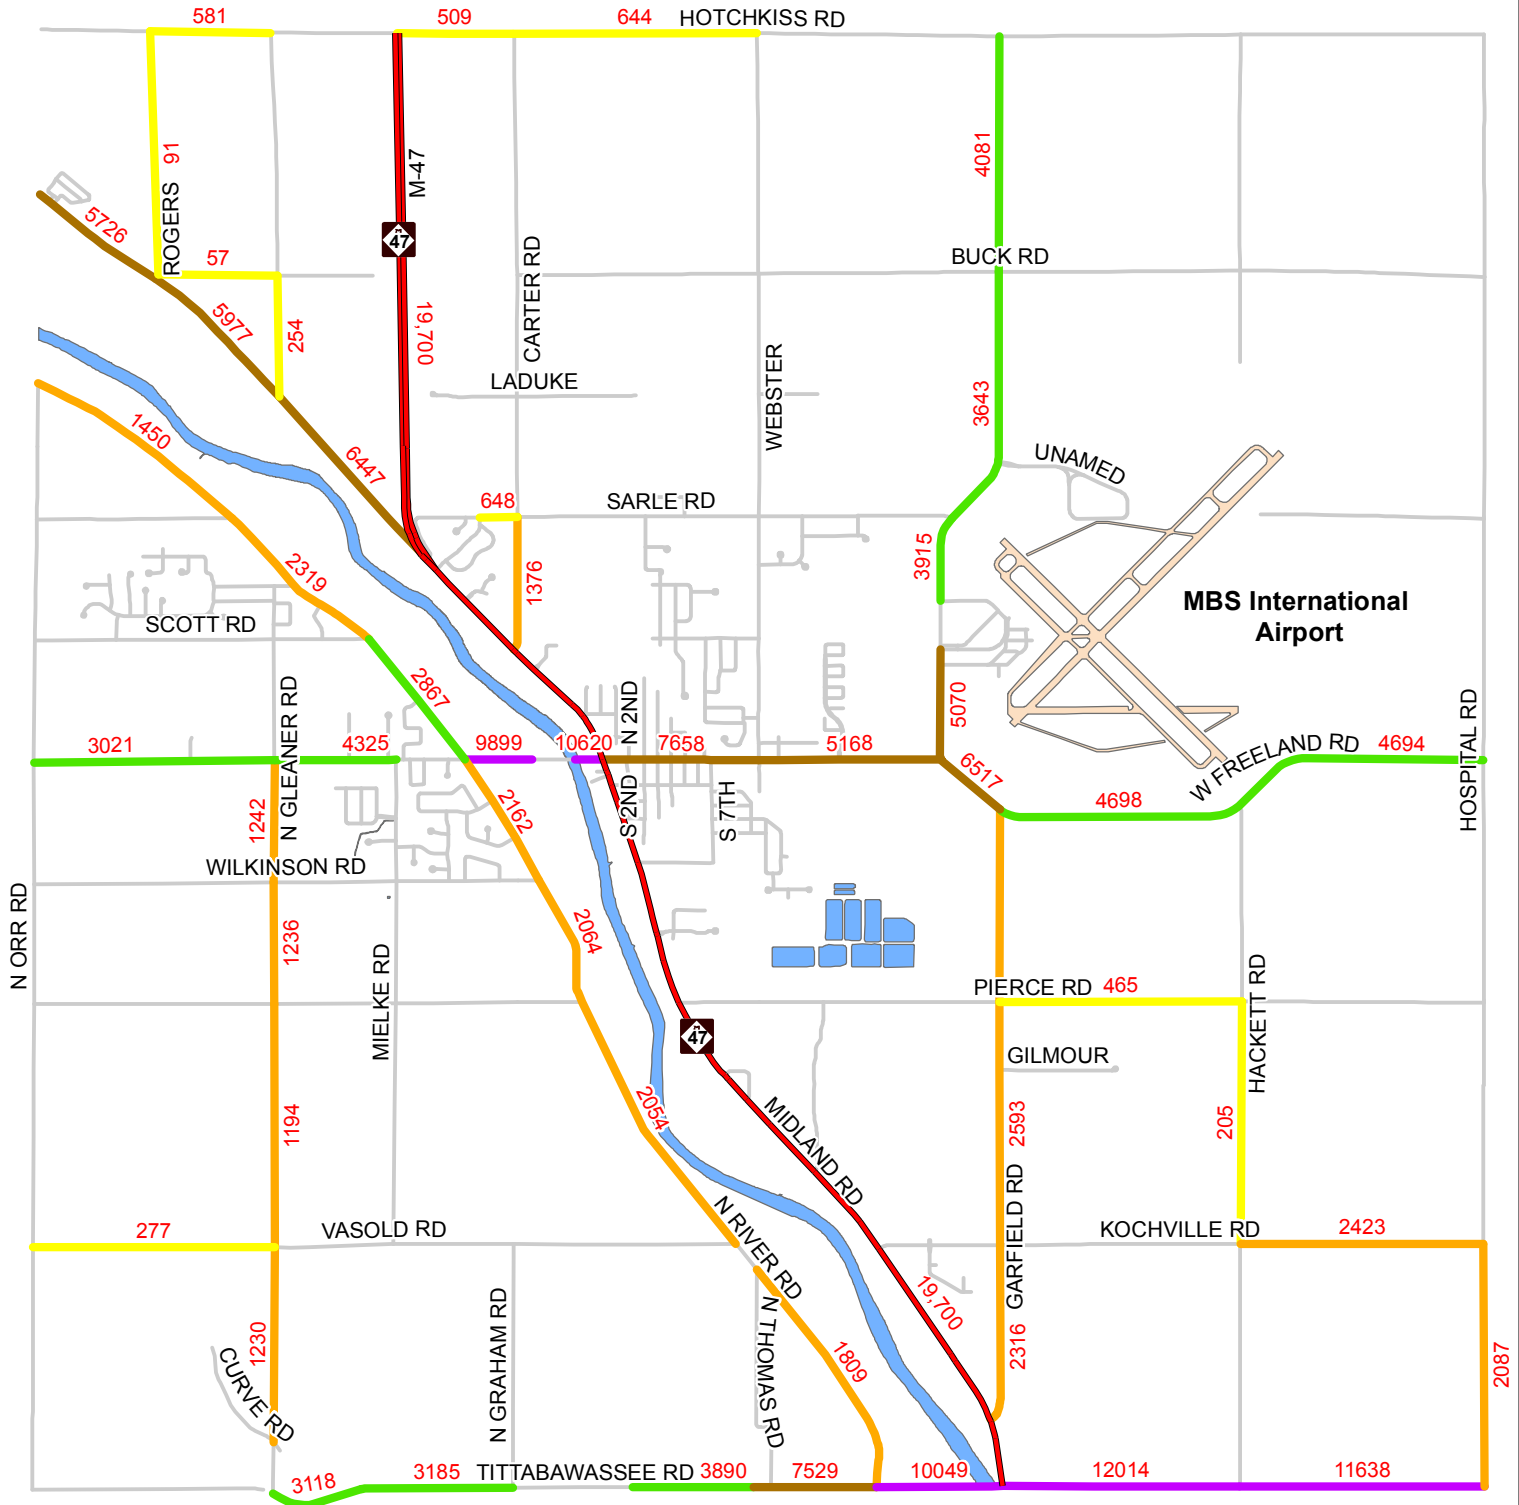 581
509
644
HOTCHKISS RD
91
ROGERS
M-47
4081
M
47
5726
57
CARTER RD
BUCK RD
5977
254
19,700
LADUKE
WEBSTER
3643
1450
6447
UNAMED
648
SARLE RD
3915
2319
1376
MBS International
Airport
SCOTT RD
2867
N GLEANER RD
N 2ND
5070
HOSPITAL RD
3021
4325
9899
10620
7658
5168
6517
W FREELAND RD
4694
1242
2162
S 2ND
S 7TH
4698
WILKINSON RD
N ORR RD
1236
MIELKE RD
2064
PIERCE RD
465
HACKETT RD
M
47
GILMOUR
1194
2054
MIDLAND RD
2593
205
277
VASOLD RD
N RIVER RD
GARFIELD RD
KOCHVILLE RD
2423
1230
CURVE RD
N GRAHAM RD
N THOMAS RD
1809
19,700
2316
2087
3118
3185
TITTABAWASSEE RD
3890
7529
10049
12014
11638